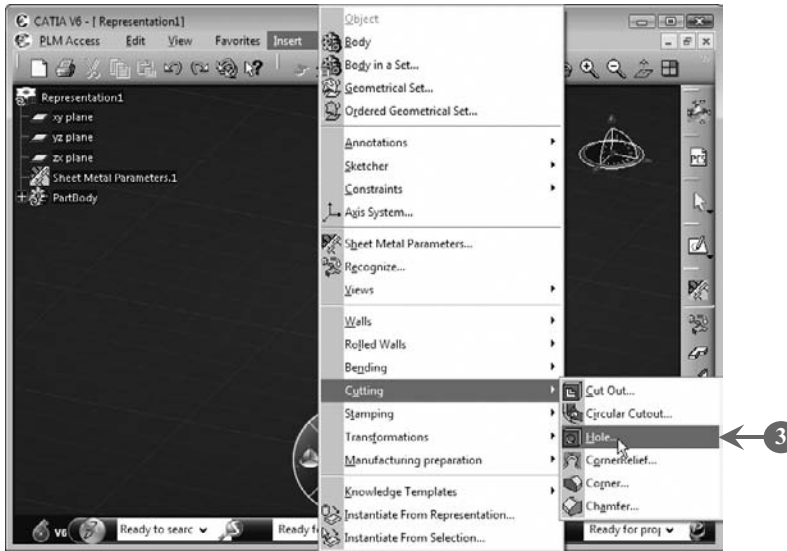 CATIA V6 - [ Representation1]
PLM Access Edit View Favorites Insert
Representation1
xy plane
yz plane
zx plane
Sheet Metal Parameters.1
PartBody
Object
Body
Body in a Set...
Geometrical Set...
Ordered Geometrical Set...
Annotations
Sketcher
Constraints
Axis System...
Sheet Metal Parameters...
Recognize...
Views
Walls
Rolled Walls
Bending
Cutting
Stamping
Transformations
Manufacturing preparation
Knowledge Templates
Instantiate From Representation...
Instantiate From Selection...
Cut Out...
Circular Cutout...
Hole...
CornerRelief...
Corner...
Chamfer...
3
V6 Ready to searc Ready Ready for proj